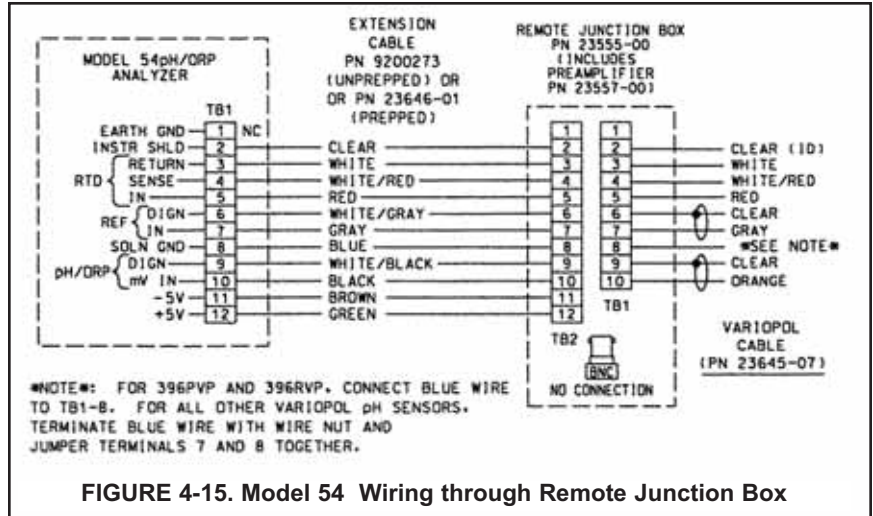 EXTENSION
CABLE
PN 9200273
(UNPREPPED) OR
OR PN 23646-01
(PREPPED)
REMOTE JUNCTION BOX
PN 23555-00
(INCLUDES
PREAMPLIFIER
PN 23557-00)
MODEL 54pH/ORP
ANALYZER
TB1
EARTH GND 1 NC
INSTR SHLD 2 CLEAR 2 2 CLEAR (ID)
RTD
RETURN 3 WHITE 3 3 WHITE
SENSE 4 WHITE/RED 4 4 WHITE/RED
IN 5 RED 5 5 RED
REF
DIGN 6 WHITE/GRAY 6 6 CLEAR
IN 7 GRAY 7 7 GRAY
SOLN GND 8 BLUE 8 8 *SEE NOTE*
pH/ORP
DIGN 9 WHITE/BLACK 9 9 CLEAR
mV IN 10 BLACK 10 10 ORANGE
-5V 11 BROWN 11
+5V 12 GREEN 12
1 1
TB1
TB2
BNC
NO CONNECTION
VARIOPOL
CABLE
(PN 23645-07)
*NOTE*: FOR 396PVP AND 396RVP, CONNECT BLUE WIRE
TO TB1-8. FOR ALL OTHER VARIOPOL pH SENSORS,
TERMINATE BLUE WIRE WITH WIRE NUT AND
JUMPER TERMINALS 7 AND 8 TOGETHER.
FIGURE 4-15. Model 54 Wiring through Remote Junction Box